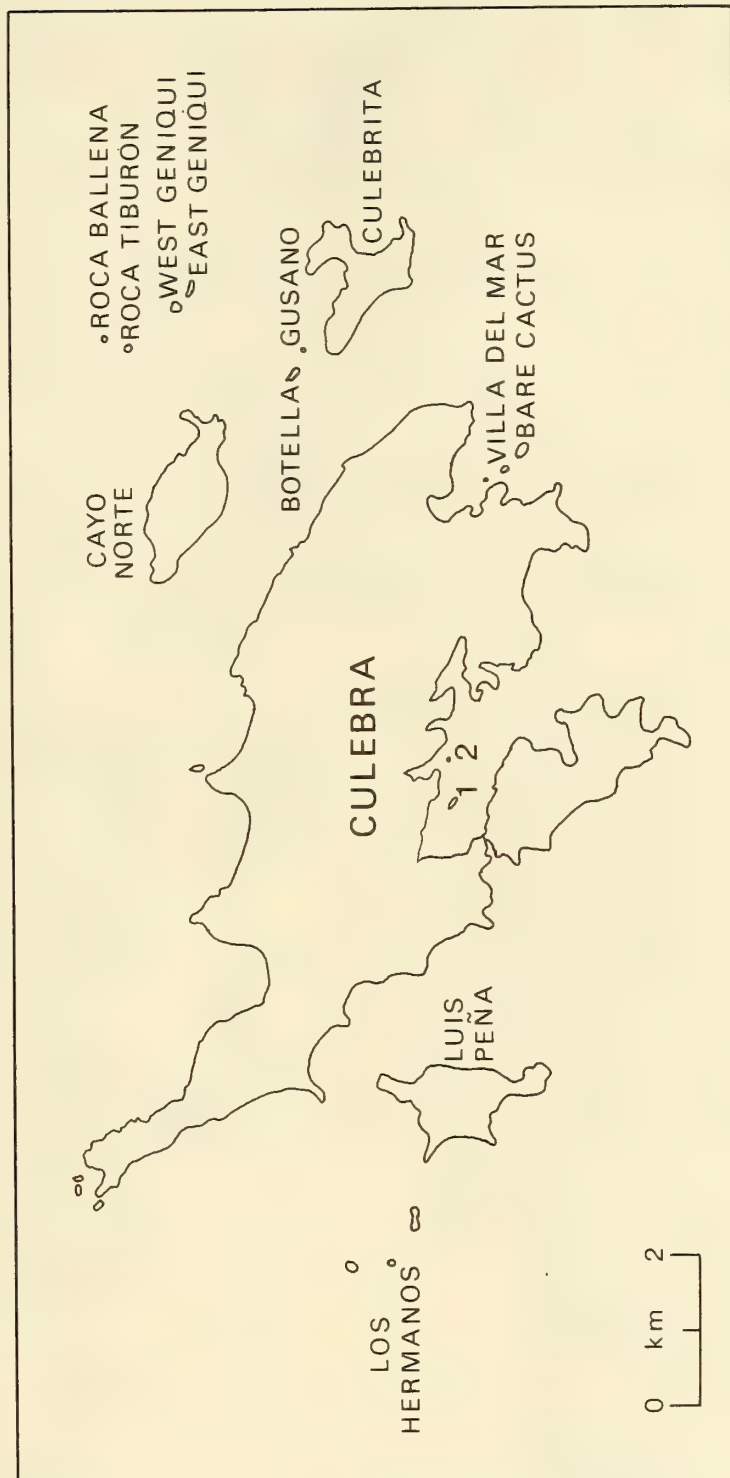 ROCA BALLENA
ROCA TIBURÓN
WEST GENIQUI
EAST GENIQUI
CAYO
NORTE
BOTELLA
GUSANO
CULEBRITA
CULEBRA
VILLA DEL MAR
BARE CACTUS
1
2
LUIS
PEÑA
LOS
HERMANOS
0 km 2